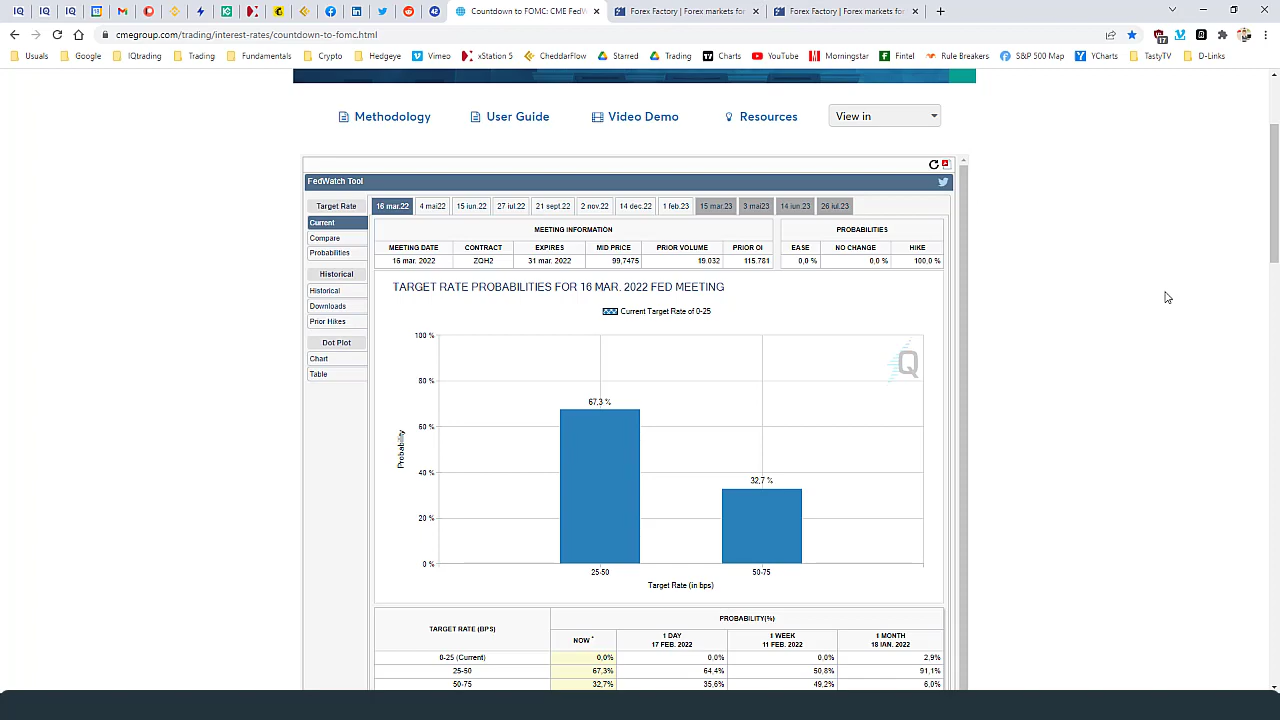 Countdown to FOMC: CME FedW
Forex Factory | Forex markets for
Forex Factory | Forex markets for
cmegroup.com/trading/interest-rates/countdown-to-fomc.html
Usuals Google IQtrading Trading Fundamentals Crypto Hedgeye Vimeo xStation 5 CheddarFlow Starred Trading Charts YouTube Morningstar Fintel Rule Breakers S&P 500 Map YCharts TastyTV D-Links
Methodology User Guide Video Demo Resources View in
FedWatch Tool
Target Rate 16 mar.22 4 mai22 15 iun.22 27 iul.22 21 sept.22 2 nov.22 14 dec.22 1 feb.23 15 mar.23 3 mai23 14 iun.23 26 iul.23
Current
Compare
Probabilities
Historical
Historical
Downloads
Prior Hikes
Dot Plot
Chart
Table
MEETING INFORMATION PROBABILITIES
MEETING DATE CONTRACT EXPIRES MID PRICE PRIOR VOLUME PRIOR OI EASE NO CHANGE HIKE
16 mar. 2022 ZQH2 31 mar. 2022 99,7475 19.032 115.781 0,0 % 0,0 % 100,0 %
TARGET RATE PROBABILITIES FOR 16 MAR. 2022 FED MEETING
Current Target Rate of 0-25
100 %
80 %
60 %
40 %
20 %
0 %
Probability
67,3 %
32,7 %
Q
25-50 50-75
Target Rate (in bps)
TARGET RATE (BPS) PROBABILITY(%)
NOW * 1 DAY 1 WEEK 1 MONTH
17 FEB. 2022 11 FEB. 2022 18 IAN. 2022
0-25 (Current) 0,0% 0,0% 0,0% 2,9%
25-50 67,3% 64,4% 50,8% 91,1%
50-75 32,7% 35,6% 49,2% 6,0%